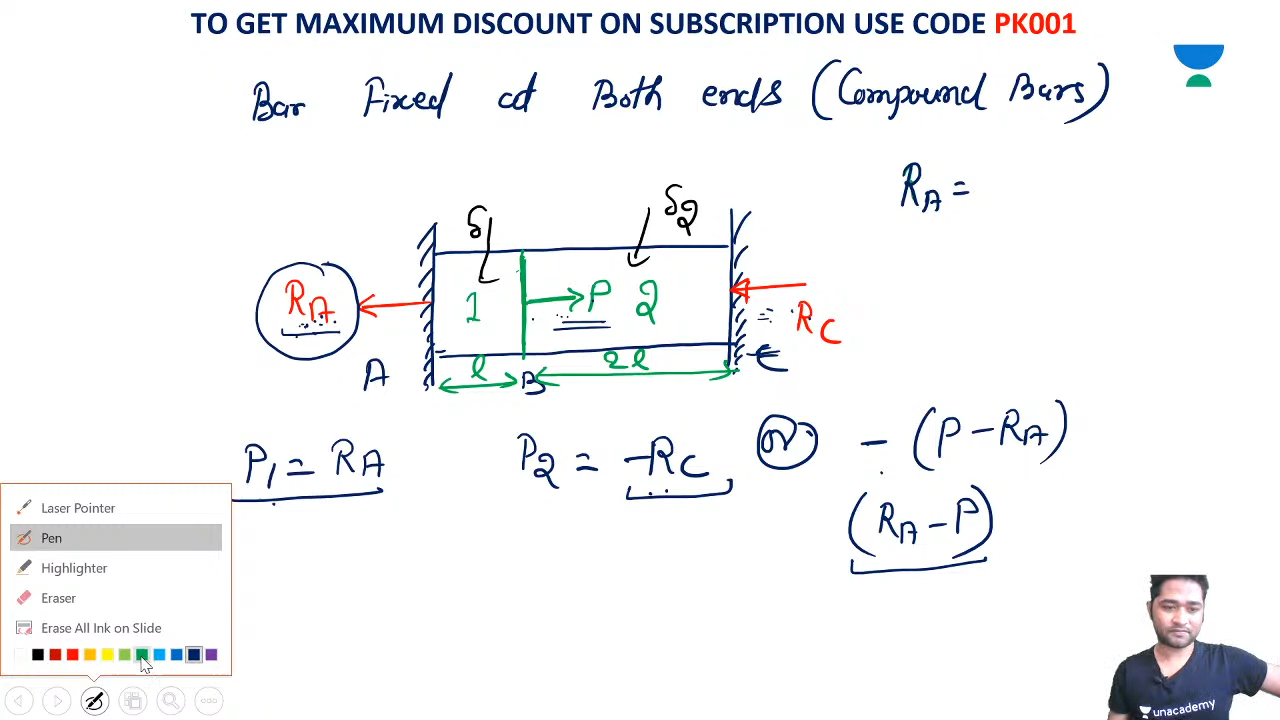 TO GET MAXIMUM DISCOUNT ON SUBSCRIPTION USE CODE PK001
Bar Fixed at Both ends (Compound Bars)
RA =
δ1 δ2
RA 1 P 2 RC
A l B 2l C
P1 = RA P2 = -RC or - (P - RA)
(RA - P)
Laser Pointer
Pen
Highlighter
Eraser
Erase All Ink on Slide
unacademy